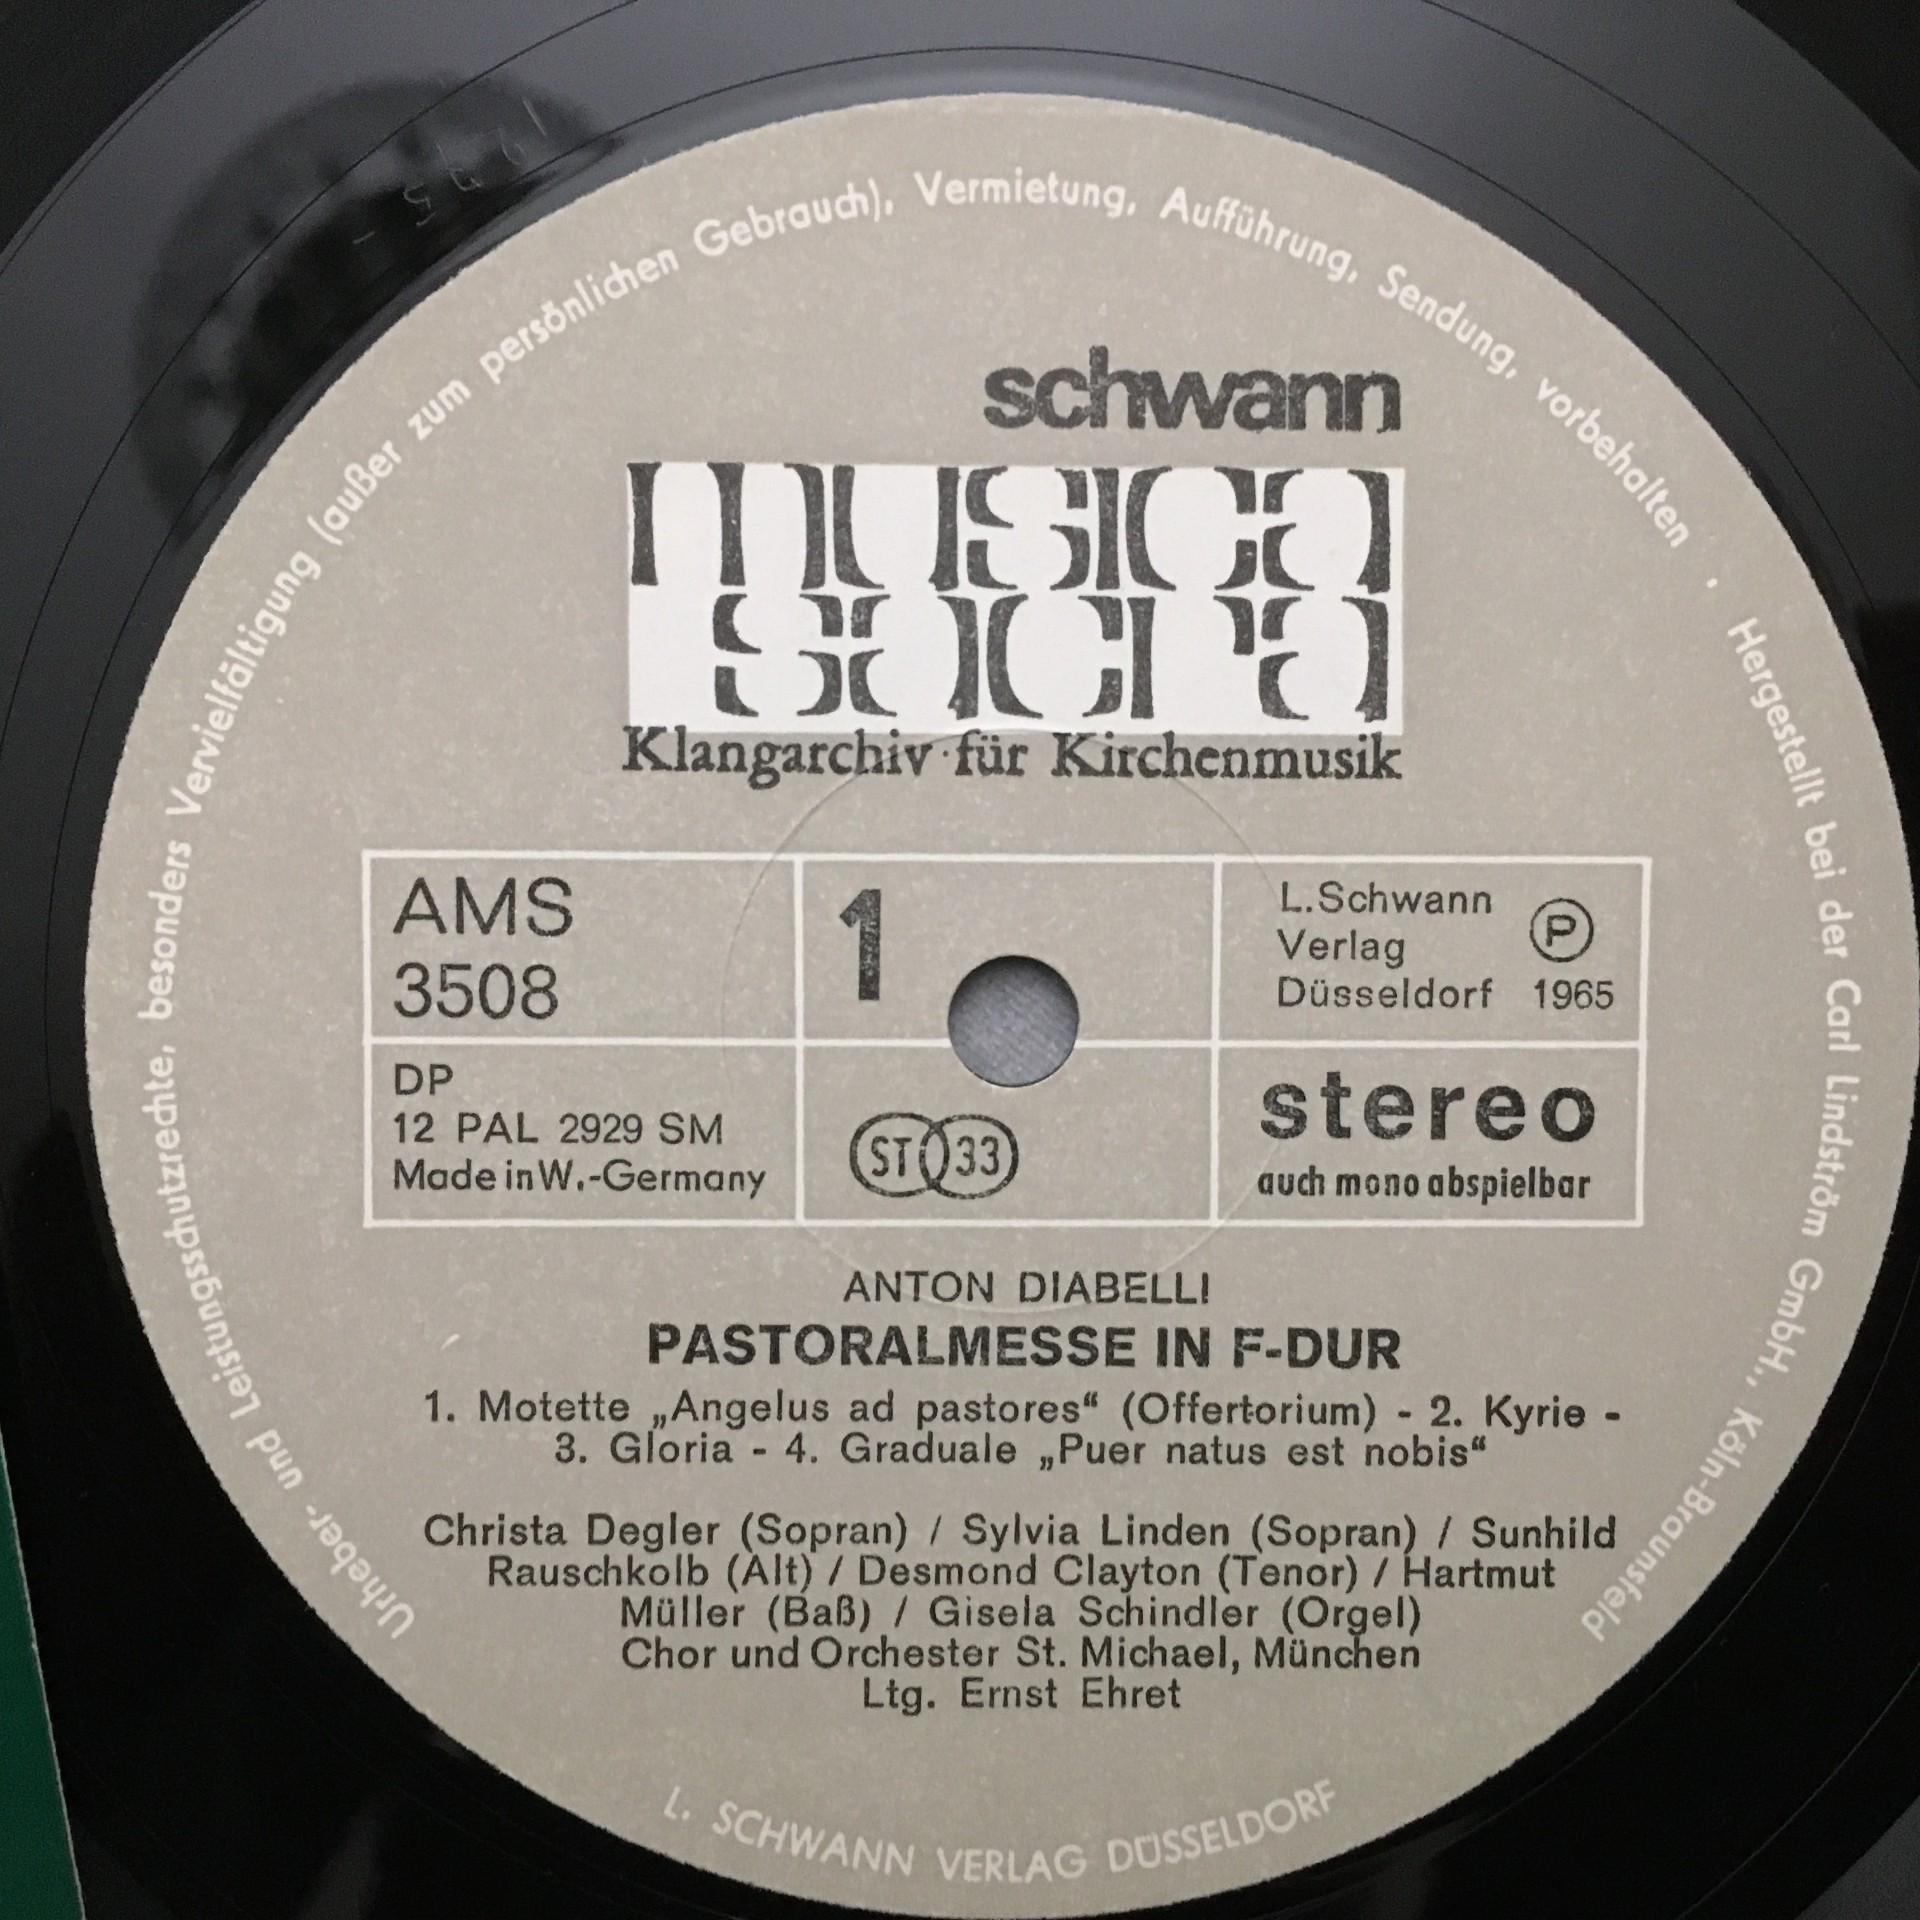 Urheber- und Leistungsschutzrechte, besonders Vervielfältigung (außer zum persönlichen Gebrauch), Vermietung, Aufführung, Sendung, vorbehalten · Hergestellt bei der Carl Lindström GmbH., Köln-Braunsfeld
schwann
musica
sacra
Klangarchiv für Kirchenmusik
AMS
3508
1
L.Schwann
Verlag
Düsseldorf
Ⓟ
1965
DP
12 PAL 2929 SM
Made in W.-Germany
ST 33
stereo
auch mono abspielbar
ANTON DIABELLI
PASTORALMESSE IN F-DUR
1. Motette „Angelus ad pastores“ (Offertorium) - 2. Kyrie -
3. Gloria - 4. Graduale „Puer natus est nobis“
Christa Degler (Sopran) / Sylvia Linden (Sopran) / Sunhild
Rauschkolb (Alt) / Desmond Clayton (Tenor) / Hartmut
Müller (Baß) / Gisela Schindler (Orgel)
Chor und Orchester St. Michael, München
Ltg. Ernst Ehret
L. SCHWANN VERLAG DÜSSELDORF